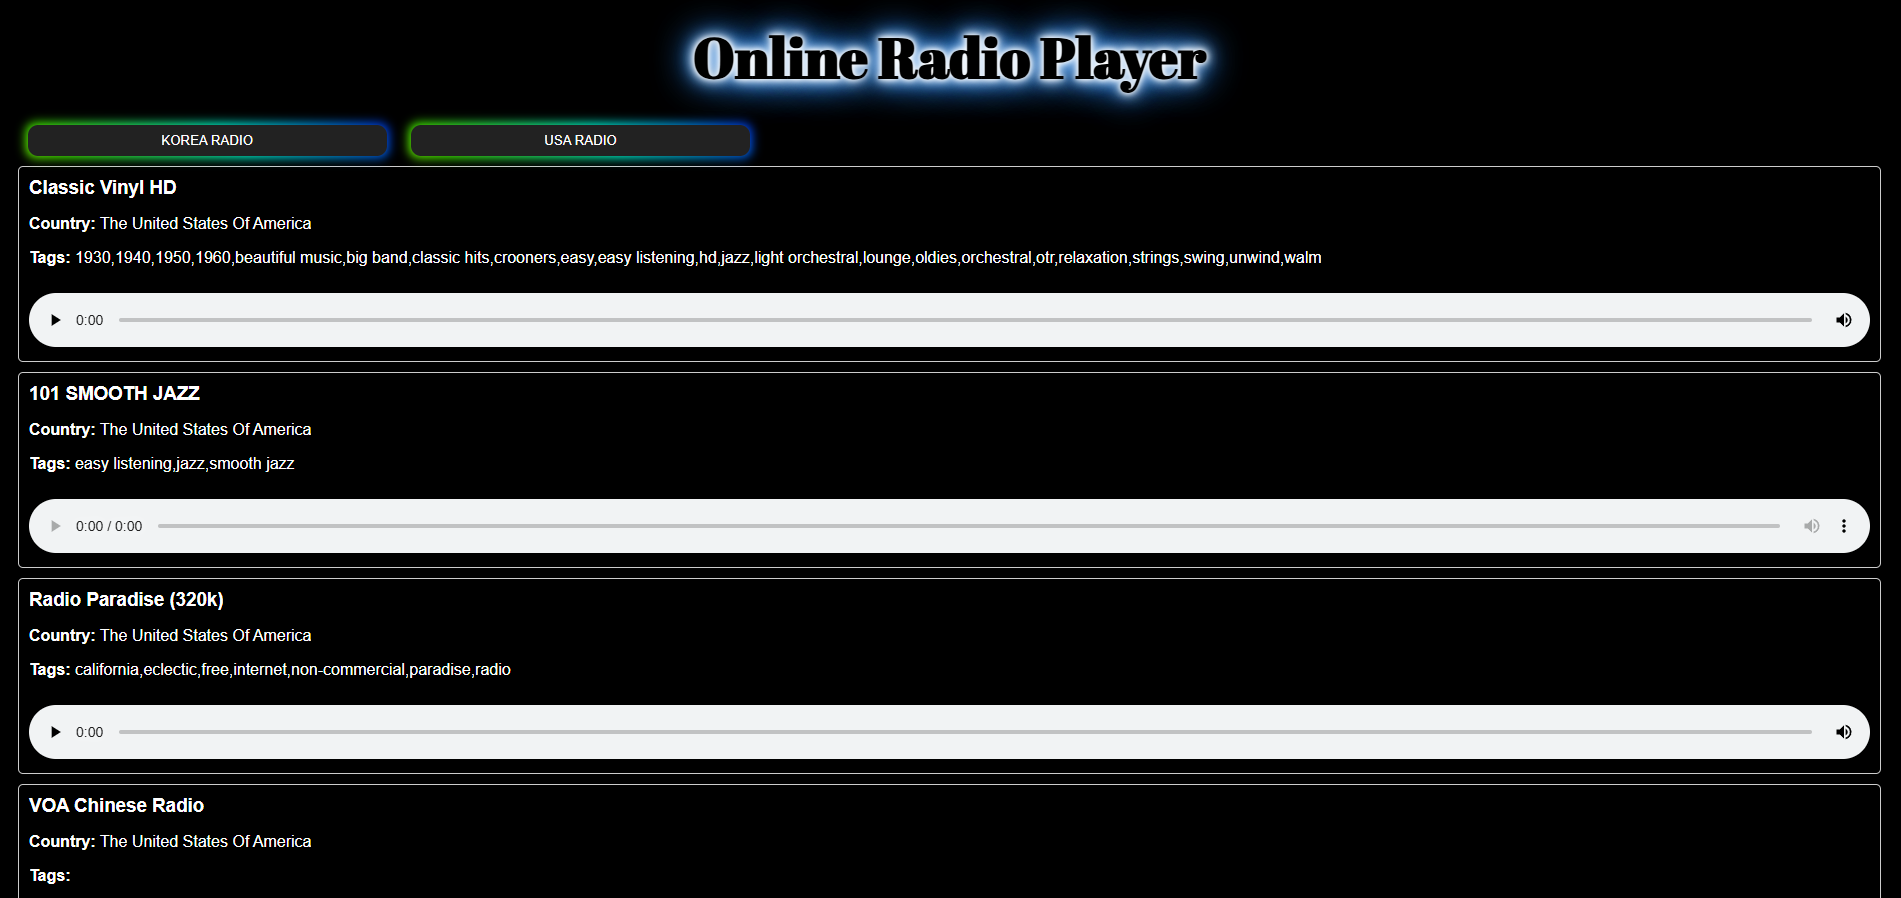 Online Radio Player
KOREA RADIO
USA RADIO
Classic Vinyl HD
Country: The United States Of America
Tags: 1930,1940,1950,1960,beautiful music,big band,classic hits,crooners,easy,easy listening,hd,jazz,light orchestral,lounge,oldies,orchestral,otr,relaxation,strings,swing,unwind,walm
0:00
101 SMOOTH JAZZ
Country: The United States Of America
Tags: easy listening,jazz,smooth jazz
0:00 / 0:00
Radio Paradise (320k)
Country: The United States Of America
Tags: california,eclectic,free,internet,non-commercial,paradise,radio
0:00
VOA Chinese Radio
Country: The United States Of America
Tags: